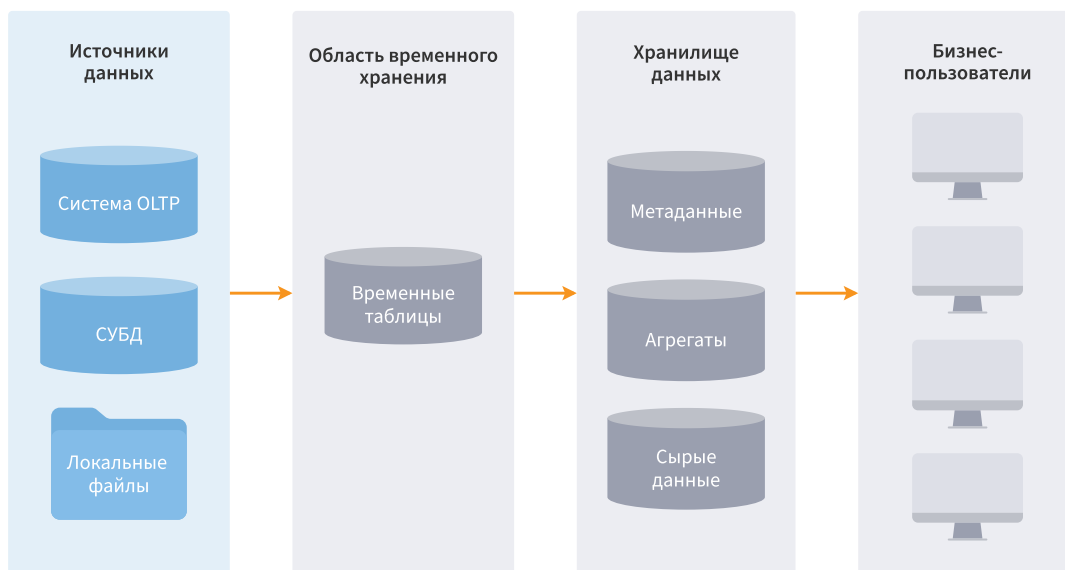 Источники
данных
Система OLTP
СУБД
Локальные
файлы
Область временного
хранения
Временные
таблицы
Хранилище
данных
Метаданные
Агрегаты
Сырые
данные
Бизнес-
пользователи